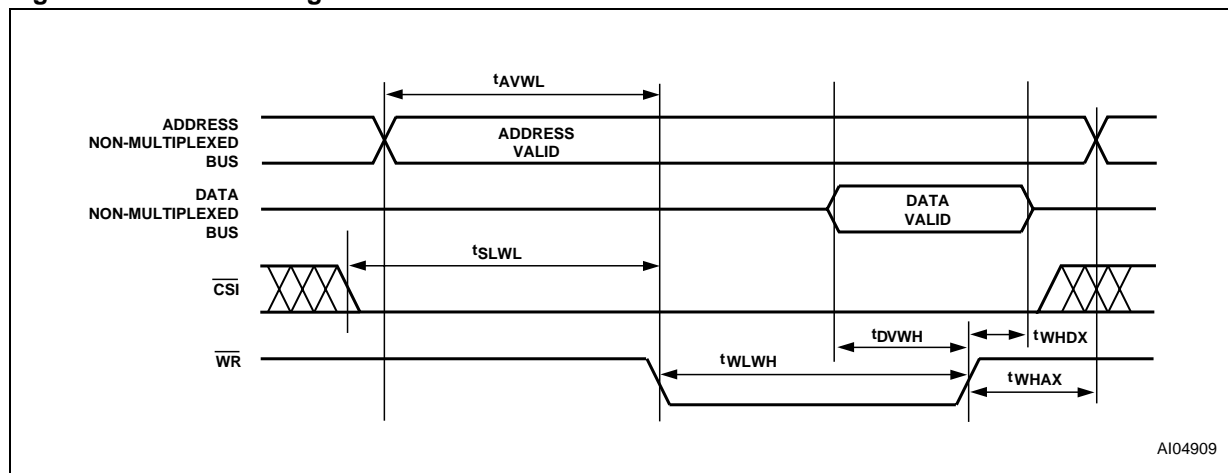 tAVWL
ADDRESS
NON-MULTIPLEXED
BUS
ADDRESS
VALID
DATA
NON-MULTIPLEXED
BUS
DATA
VALID
tSLWL
CSI
tDVWH
tWHDX
WR
tWLWH
tWHAX
AI04909